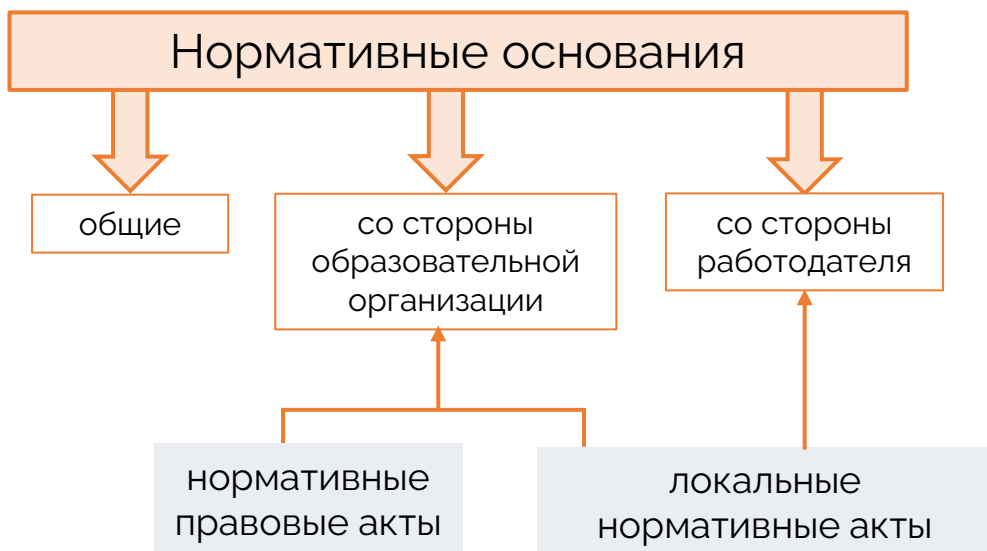 Нормативные основания
общие
со стороны
образовательной
организации
со стороны
работодателя
нормативные
правовые акты
локальные
нормативные акты